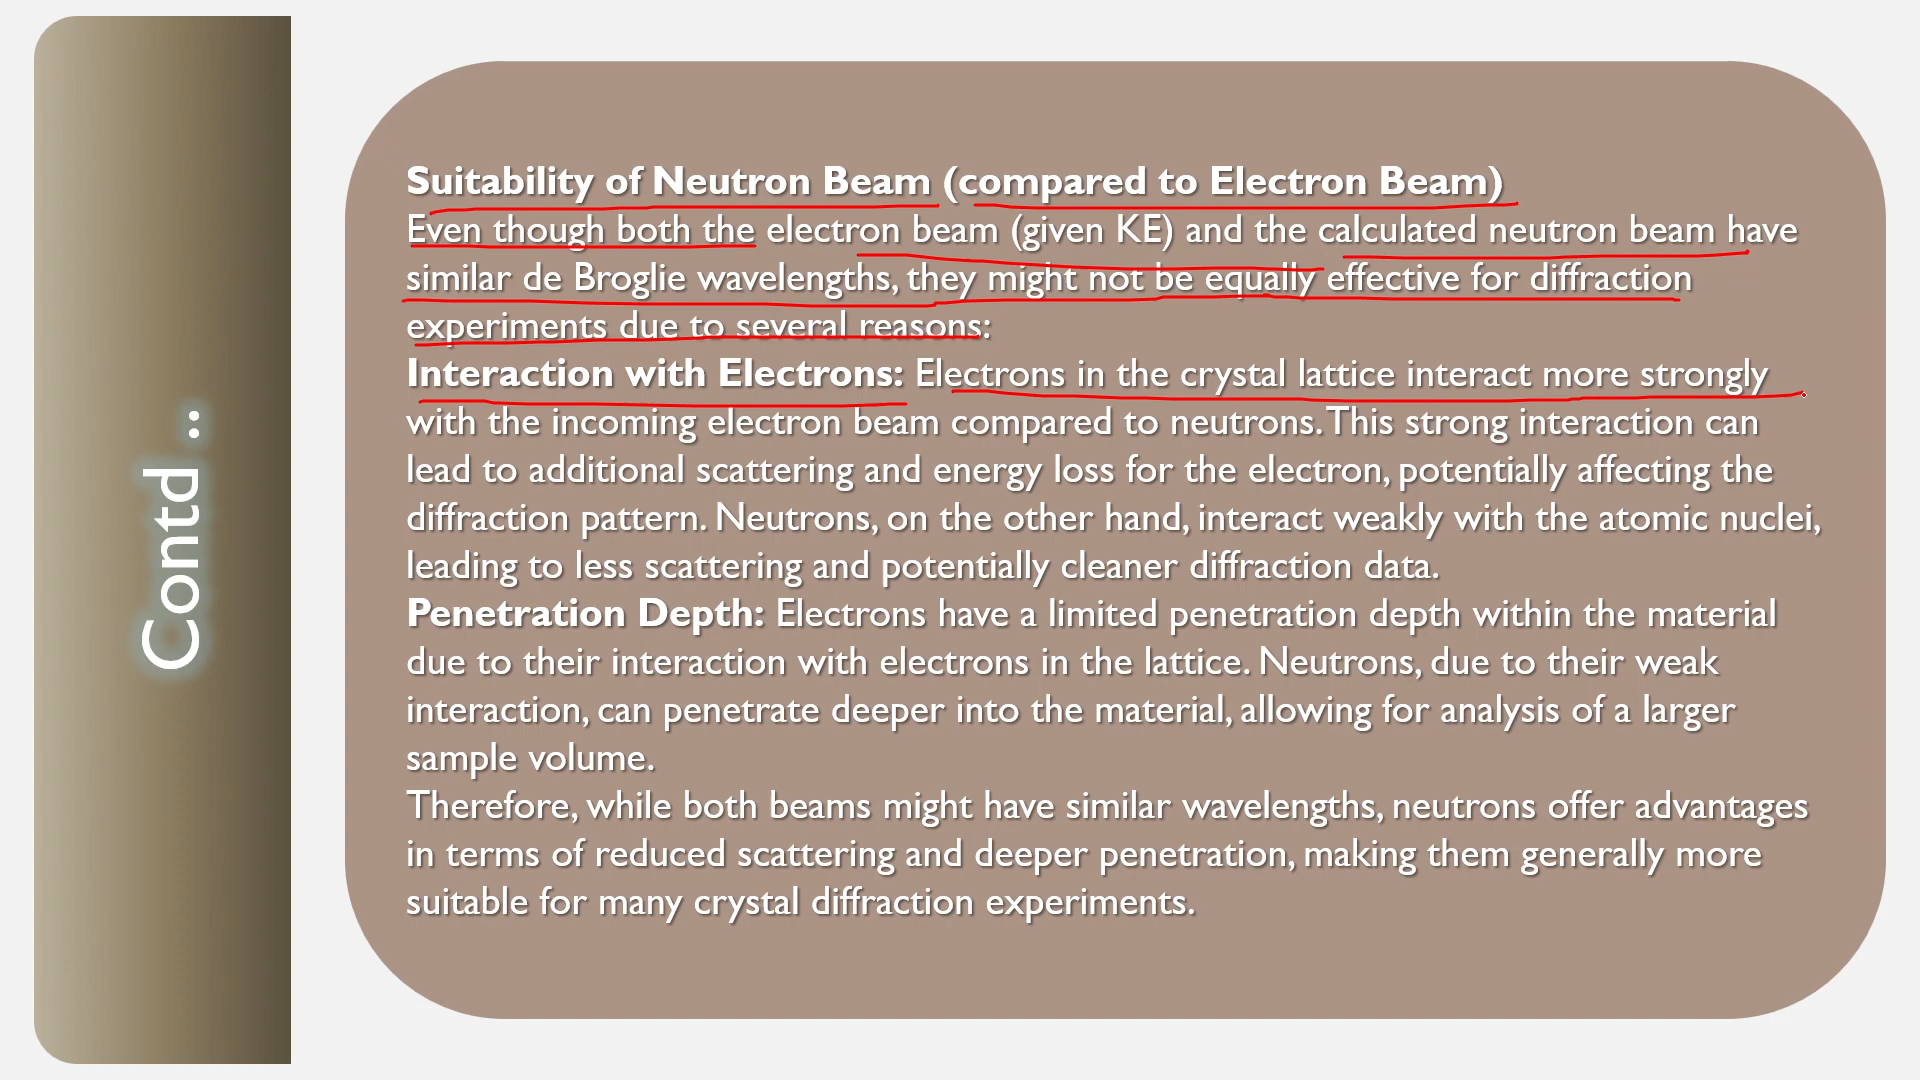 Contd ..
Suitability of Neutron Beam (compared to Electron Beam)
Even though both the electron beam (given KE) and the calculated neutron beam have
similar de Broglie wavelengths, they might not be equally effective for diffraction
experiments due to several reasons:
Interaction with Electrons: Electrons in the crystal lattice interact more strongly
with the incoming electron beam compared to neutrons. This strong interaction can
lead to additional scattering and energy loss for the electron, potentially affecting the
diffraction pattern. Neutrons, on the other hand, interact weakly with the atomic nuclei,
leading to less scattering and potentially cleaner diffraction data.
Penetration Depth: Electrons have a limited penetration depth within the material
due to their interaction with electrons in the lattice. Neutrons, due to their weak
interaction, can penetrate deeper into the material, allowing for analysis of a larger
sample volume.
Therefore, while both beams might have similar wavelengths, neutrons offer advantages
in terms of reduced scattering and deeper penetration, making them generally more
suitable for many crystal diffraction experiments.